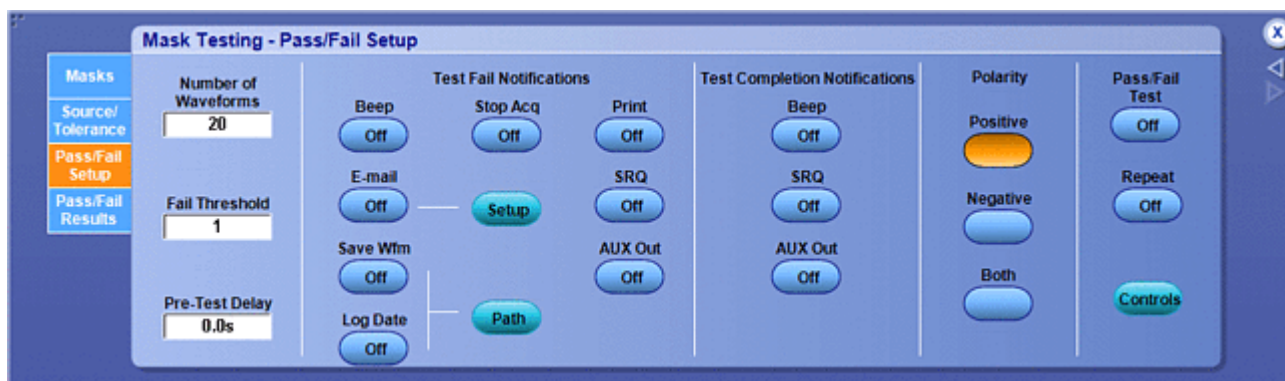 Mask Testing - Pass/Fail Setup
X
Masks
Source/
Tolerance
Pass/Fail
Setup
Pass/Fail
Results
Number of
Waveforms
20
Fail Threshold
1
Pre-Test Delay
0.0s
Test Fail Notifications
Beep
Off
Stop Acq
Off
Print
Off
E-mail
Off
Setup
SRQ
Off
Save Wfm
Off
AUX Out
Off
Log Date
Off
Path
Test Completion Notifications
Beep
Off
SRQ
Off
AUX Out
Off
Polarity
Positive
Negative
Both
Pass/Fail
Test
Off
Repeat
Off
Controls